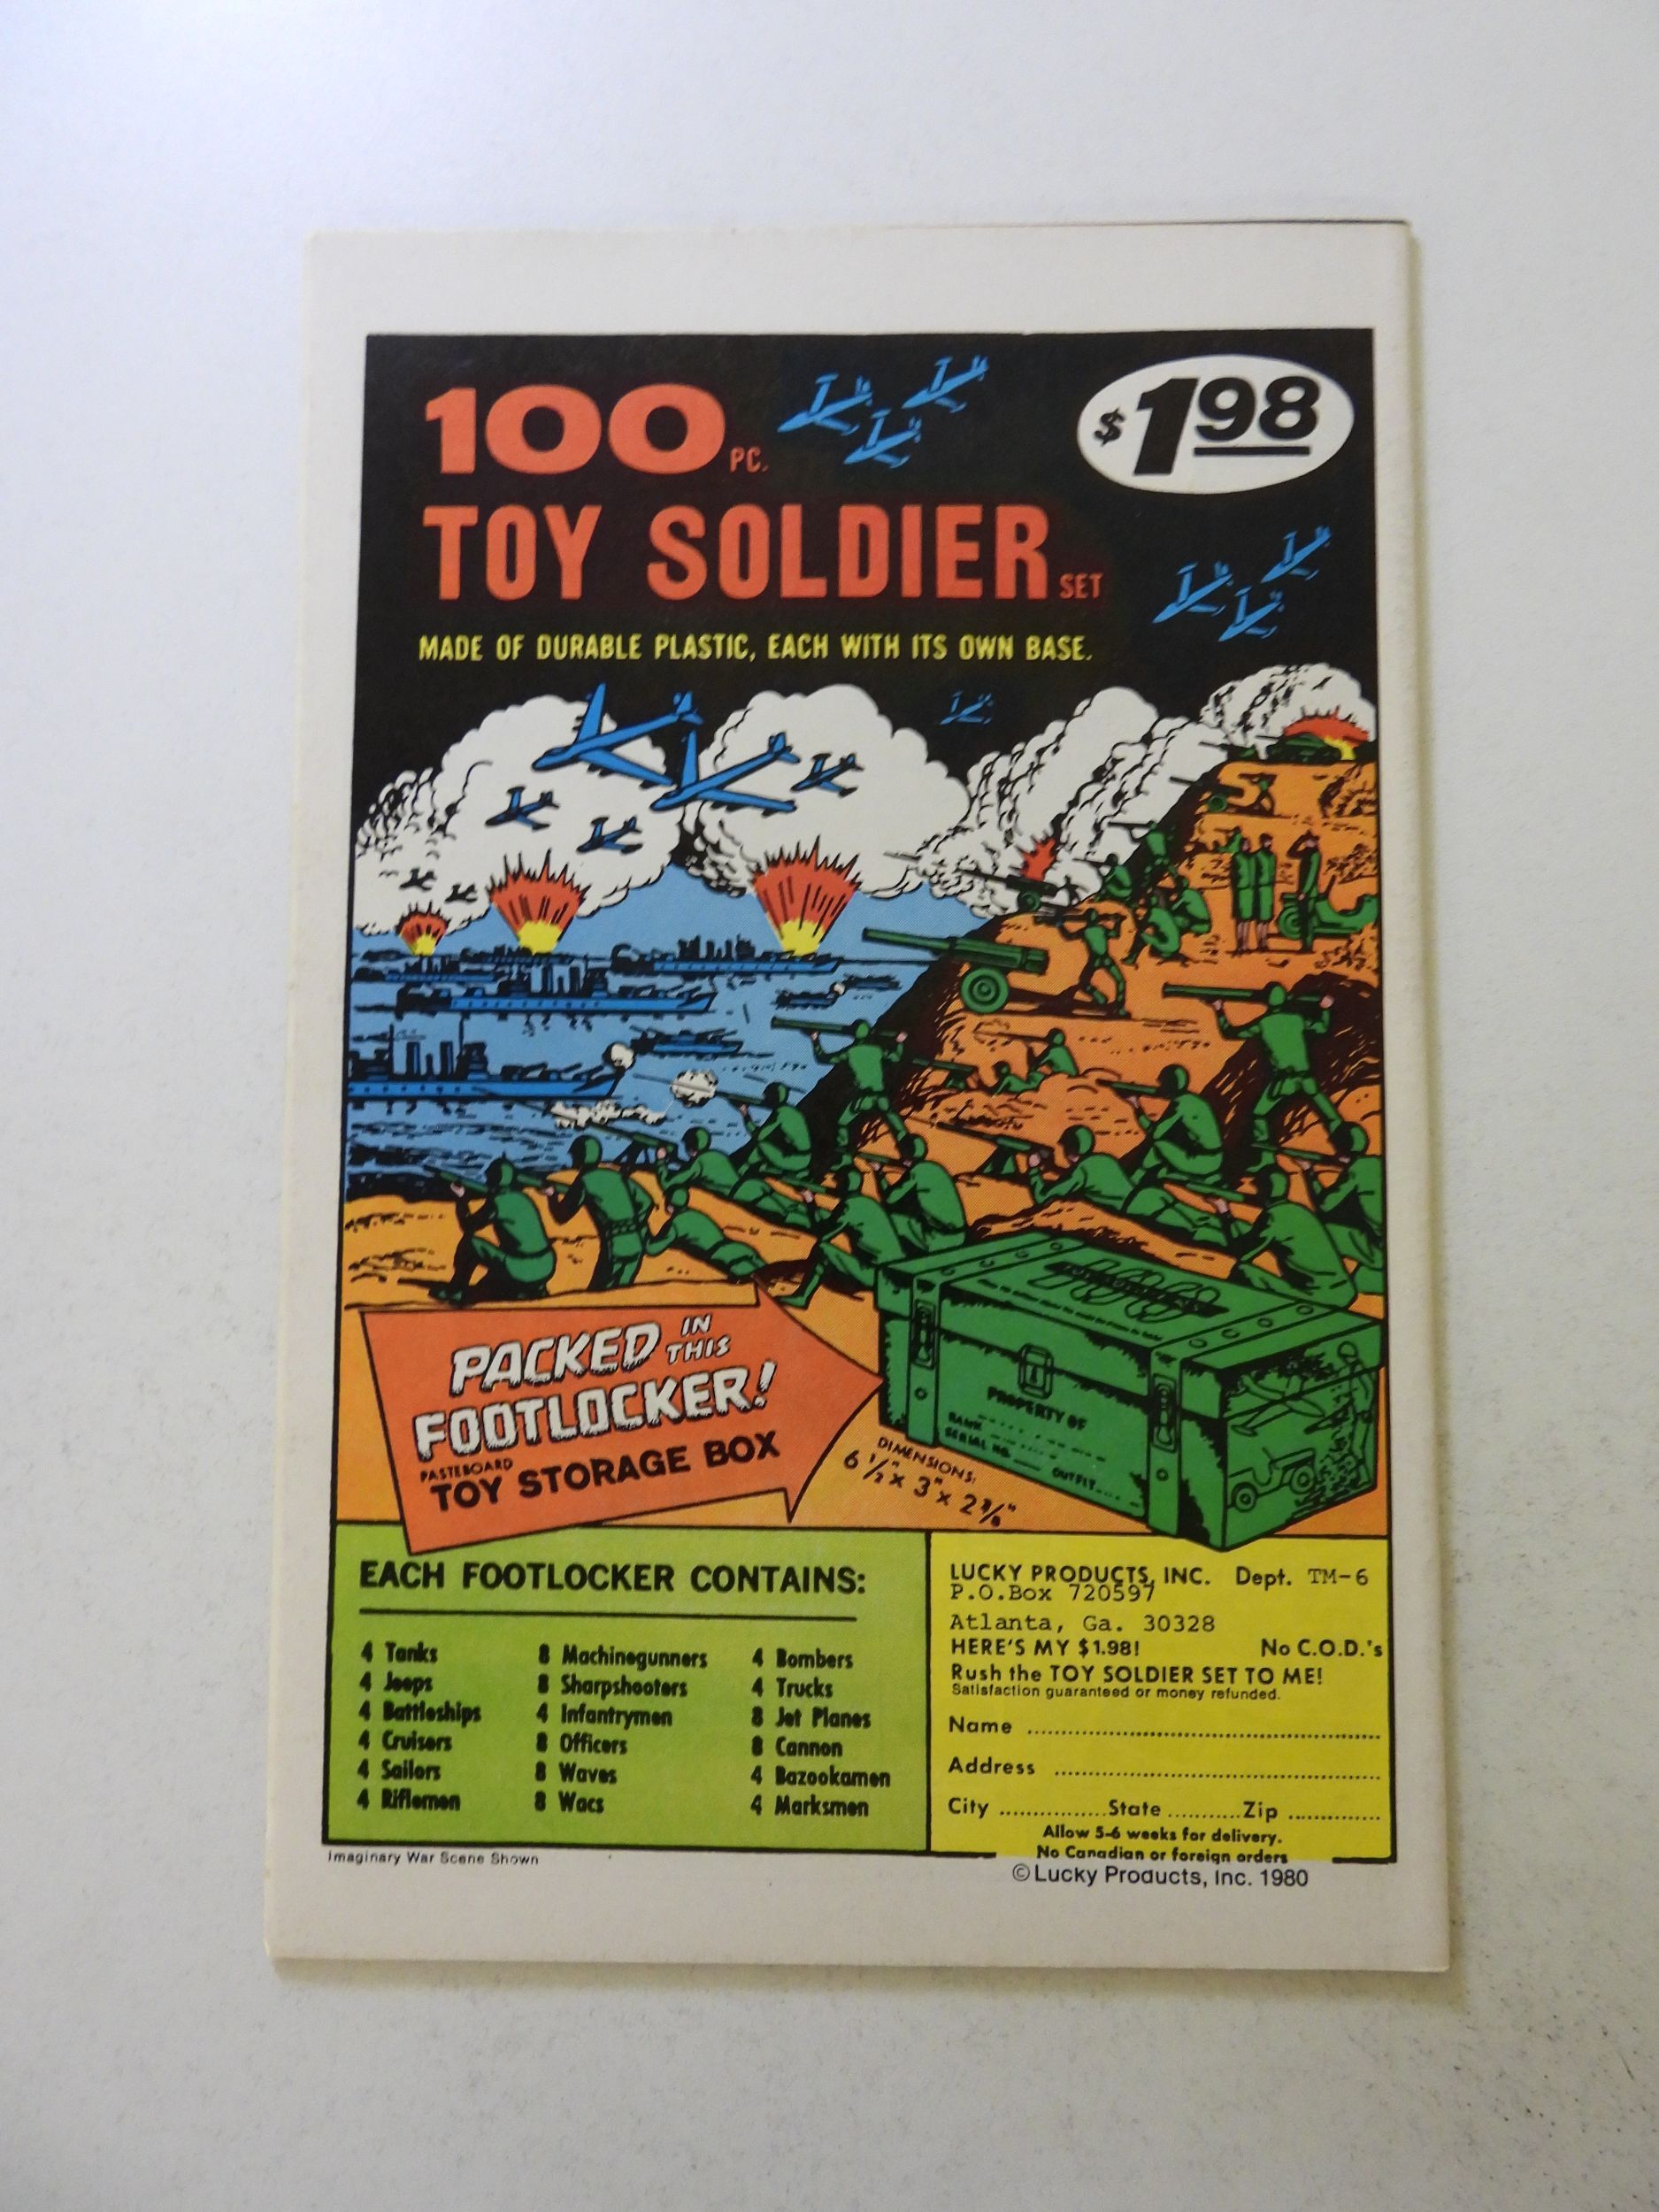 100 PC.
$1 98
TOY SOLDIER SET
MADE OF DURABLE PLASTIC, EACH WITH ITS OWN BASE.
PACKED IN THIS
FOOTLOCKER!
PASTEBOARD
TOY STORAGE BOX
PROPERTY OF
RANK
SERIAL NO.
OUTFIT
DIMENSIONS:
6 1/2" x 3" x 2 3/8"
EACH FOOTLOCKER CONTAINS:
4 Tanks
4 Jeeps
4 Battleships
4 Cruisers
4 Sailors
4 Riflemen
8 Machinegunners
8 Sharpshooters
4 Infantrymen
8 Officers
8 Waves
8 Wacs
4 Bombers
4 Trucks
8 Jet Planes
8 Cannon
4 Bazookamen
4 Marksmen
LUCKY PRODUCTS, INC. Dept. TM-6
P.O.Box 720597
Atlanta, Ga. 30328
HERE'S MY $1.98! No C.O.D.'s
Rush the TOY SOLDIER SET TO ME!
Satisfaction guaranteed or money refunded.
Name
Address
City State Zip
Allow 5-6 weeks for delivery.
No Canadian or foreign orders
Imaginary War Scene Shown
© Lucky Products, Inc. 1980